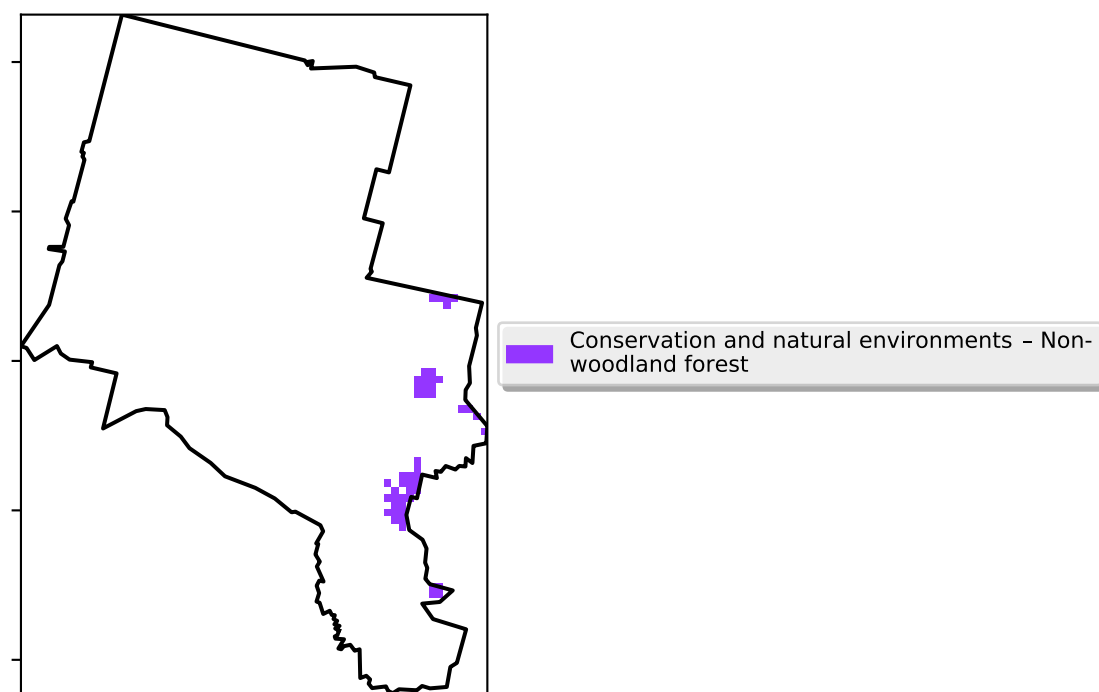 Conservation and natural environments – Non-
woodland forest